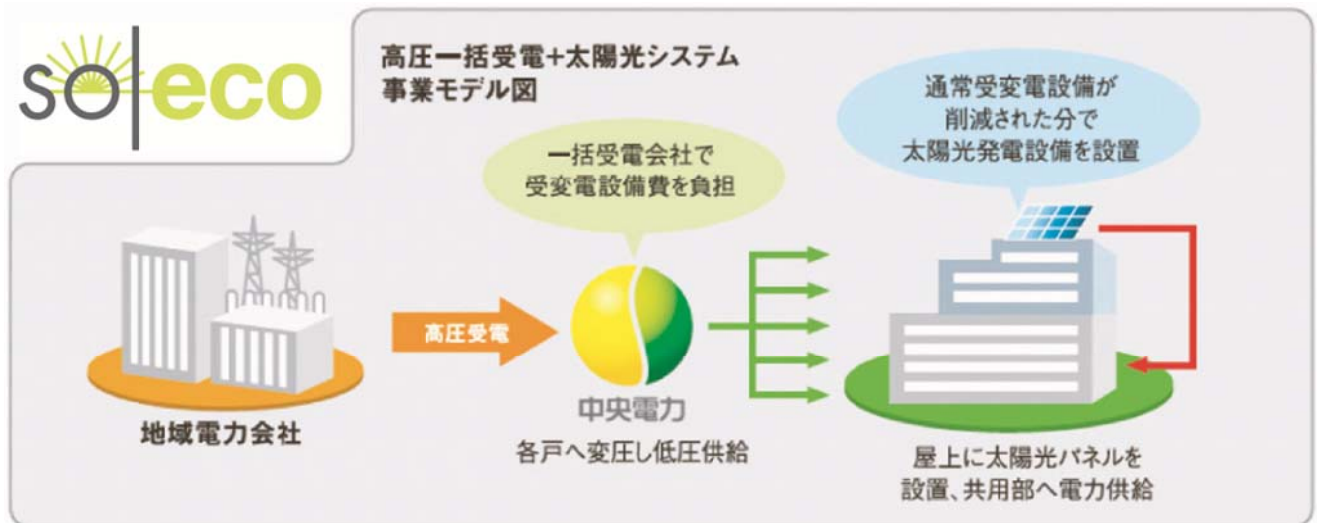 soleco
高圧一括受電+太陽光システム
事業モデル図
一括受電会社で
受変電設備費を負担
通常受変電設備が
削減された分で
太陽光発電設備を設置
高圧受電
地域電力会社
中央電力
各戸へ変圧し低圧供給
屋上に太陽光パネルを
設置、共用部へ電力供給